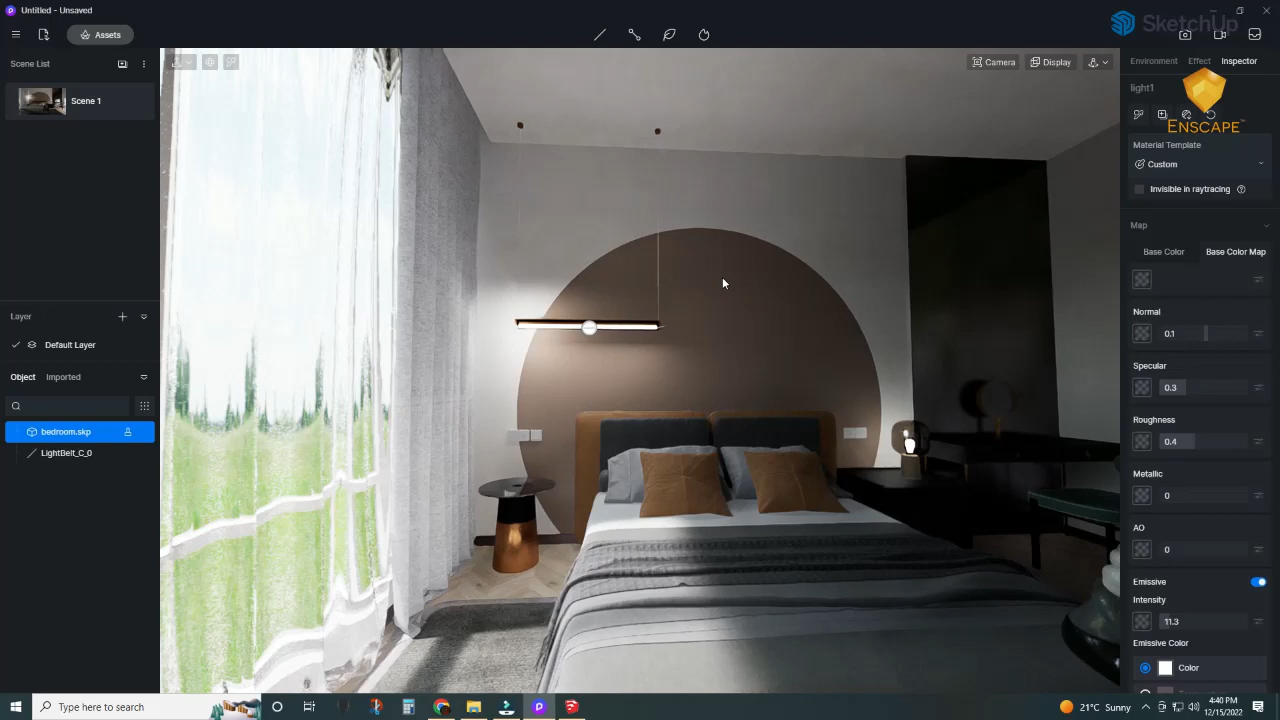 Untitled - Unsaved
SketchUp
Assets
Scene List
Camera
Display
Environment
Effect
Inspector
Scene 1
light1
ENSCAPE™
Material Template
Custom
Invisible in raytracing
Map
Base Color
Base Color Map
Normal
0.1
Layer
Default Layer
Specular
0.3
Object
Imported
Roughness
0.4
bedroom.skp
LightBelt_C_0
Metallic
0
AO
0
Emissive
Intensity
11.3
Emissive Color
Color
Type here to search
21°C Sunny
4:40 PM
12/15/2022